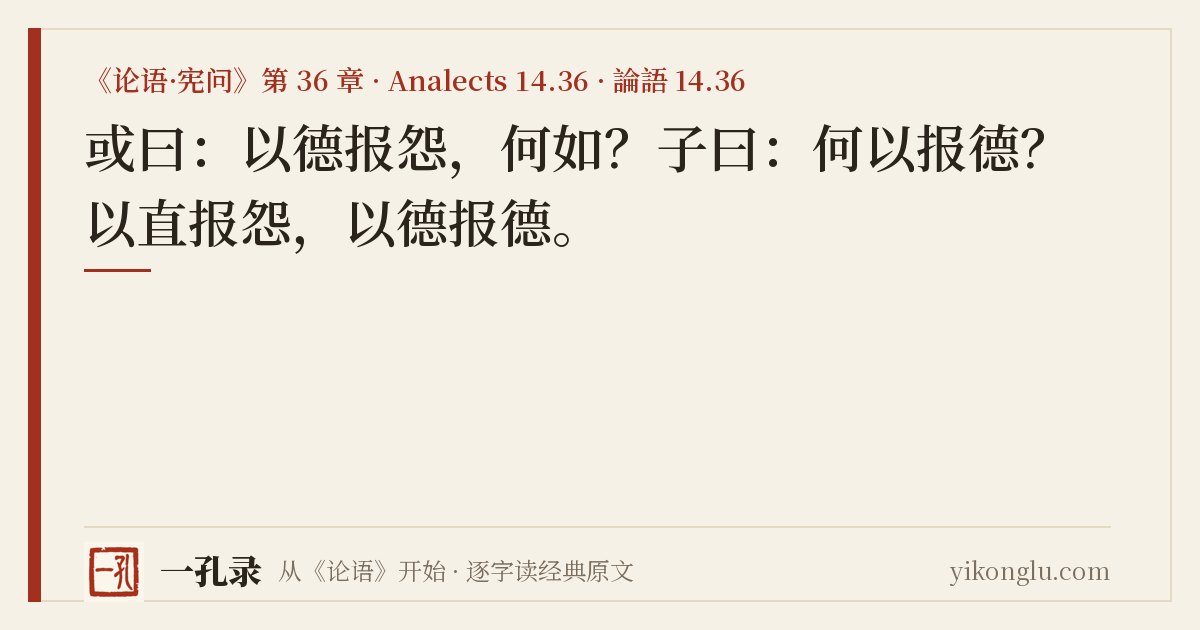 《论语·宪问》第 36 章 · Analects 14.36 · 論語 14.36
或曰：以德报怨，何如？子曰：何以报德？
以直报怨，以德报德。
一孔
一孔录 从《论语》开始 · 逐字读经典原文 yikonglu.com